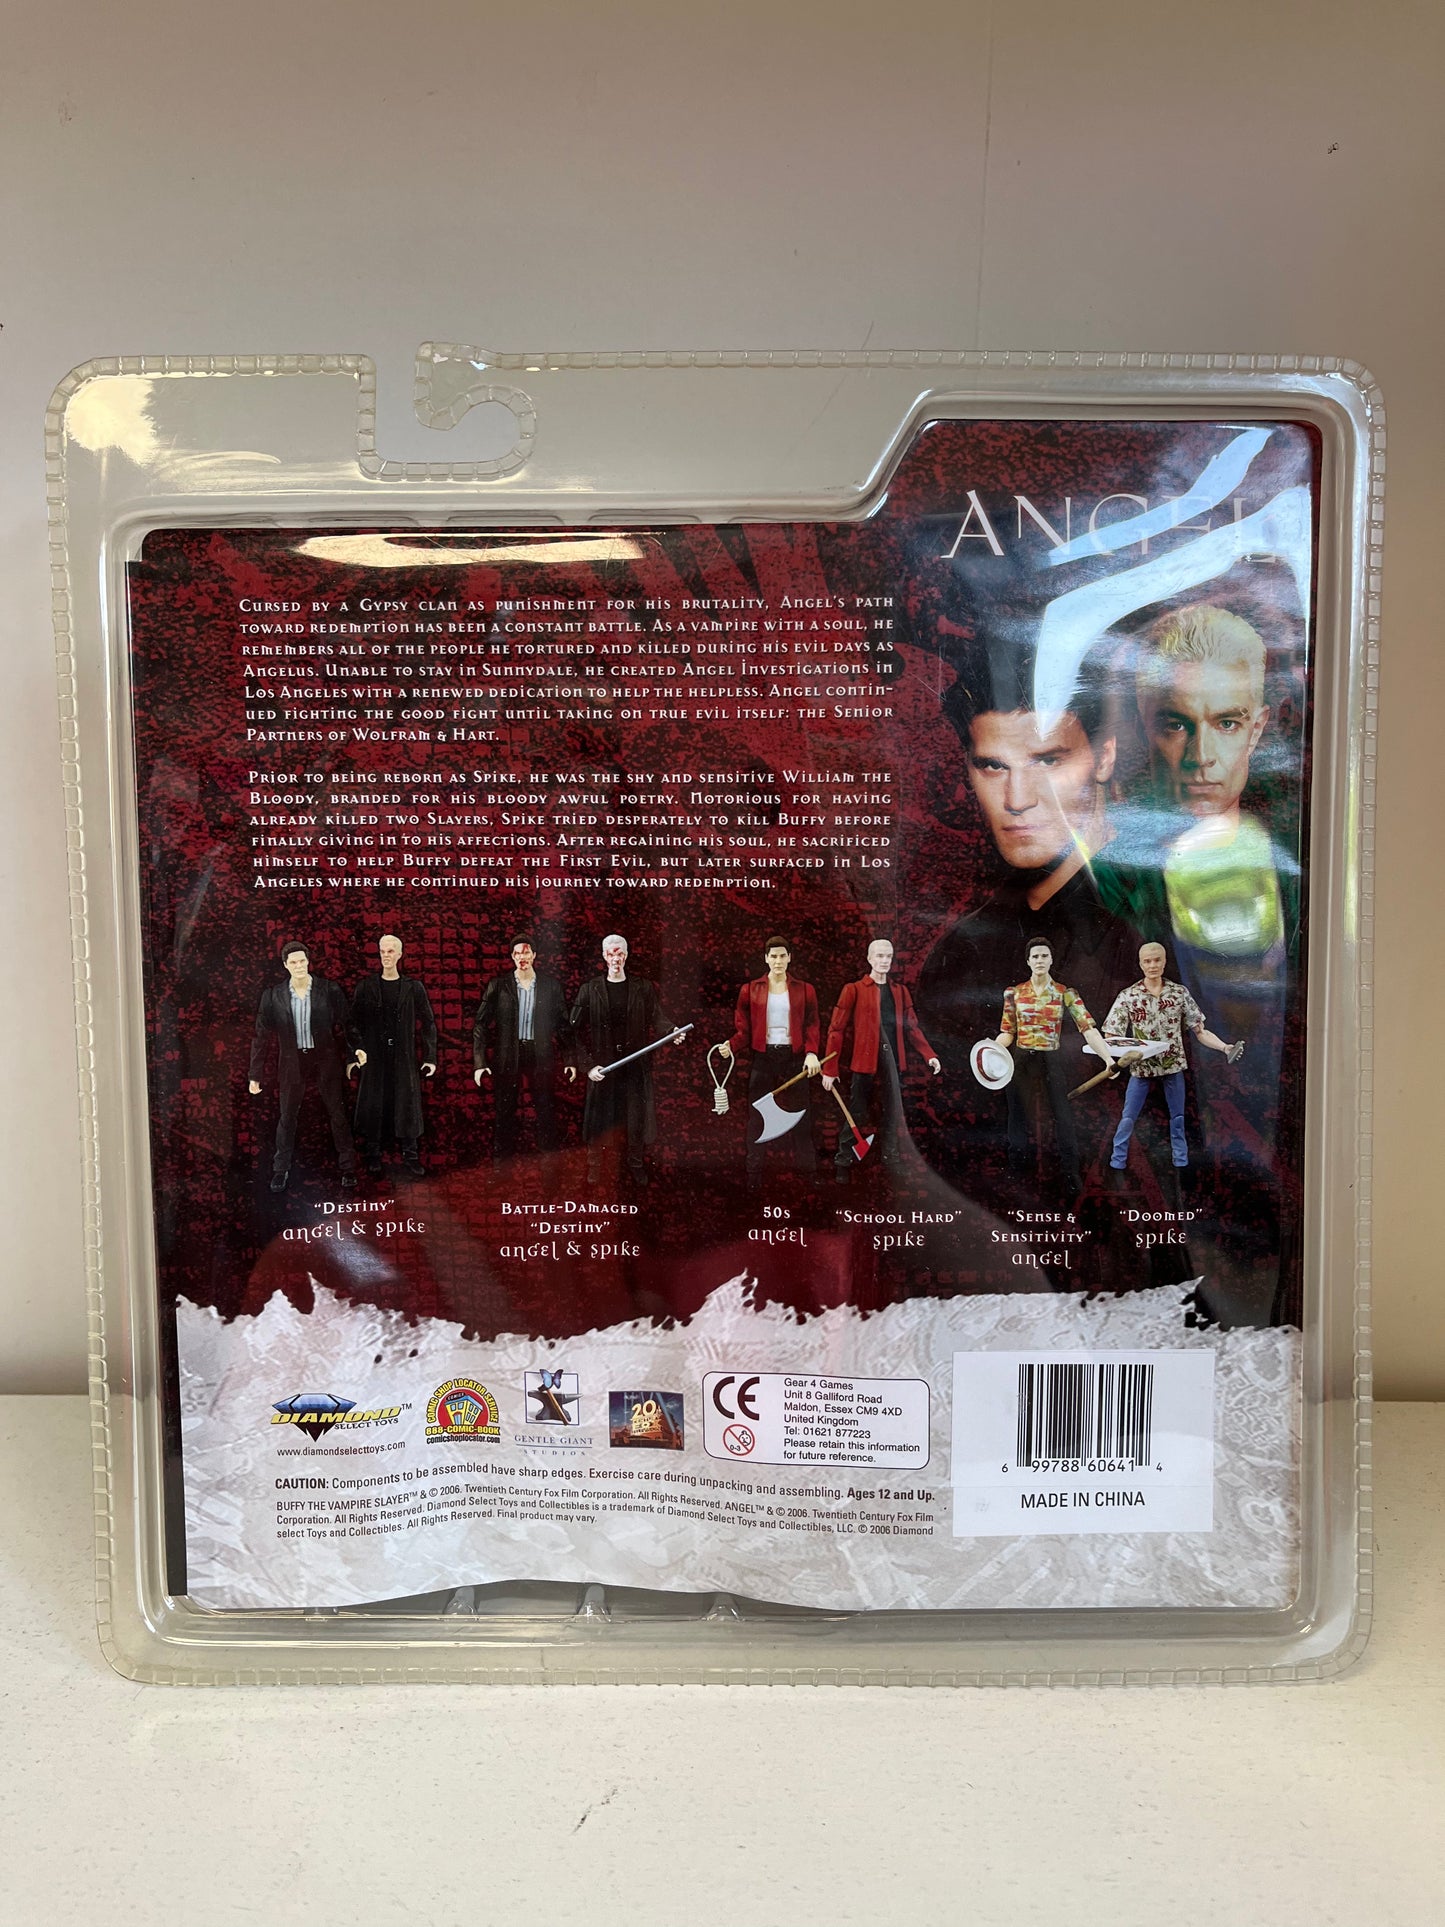 ANGEL
Cursed by a Gypsy clan as punishment for his brutality, Angel's path
toward redemption has been a constant battle. As a vampire with a soul, he
remembers all of the people he tortured and killed during his evil days as
Angelus. Unable to stay in Sunnydale, he created Angel Investigations in
Los Angeles with a renewed dedication to help the helpless. Angel contin-
ued fighting the good fight until taking on true evil itself: the Senior
Partners of Wolfram & Hart.
Prior to being reborn as Spike, he was the shy and sensitive William the
Bloody, branded for his bloody awful poetry. Notorious for having
already killed two Slayers, Spike tried desperately to kill Buffy before
finally giving in to his affections. After regaining his soul, he sacrificed
himself to help Buffy defeat the First Evil, but later surfaced in Los
Angeles where he continued his journey toward redemption.
"Destiny"
angel & spike
Battle-Damaged
"Destiny"
angel & spike
50s
angel
"School Hard"
spike
"Sense &
Sensitivity"
angel
"Doomed"
spike
DIAMOND™
SELECT TOYS
www.diamondselecttoys.com
COMIC SHOP LOCATOR SERVICE
COMICS
888-COMIC-BOOK
comicshoplocator.com
GENTLE GIANT
STUDIOS
20
CE
0-3
Gear 4 Games
Unit 8 Galliford Road
Maldon, Essex CM9 4XD
United Kingdom
Tel: 01621 877223
Please retain this information
for future reference.
6 99788 60641 4
MADE IN CHINA
CAUTION: Components to be assembled have sharp edges. Exercise care during unpacking and assembling. Ages 12 and Up.
BUFFY THE VAMPIRE SLAYER™ & © 2006. Twentieth Century Fox Film Corporation. All Rights Reserved. ANGEL™ & © 2006. Twentieth Century Fox Film
Corporation. All Rights Reserved. Diamond Select Toys and Collectibles is a trademark of Diamond Select Toys and Collectibles, LLC. © 2006 Diamond
select Toys and Collectibles. All Rights Reserved. Final product may vary.